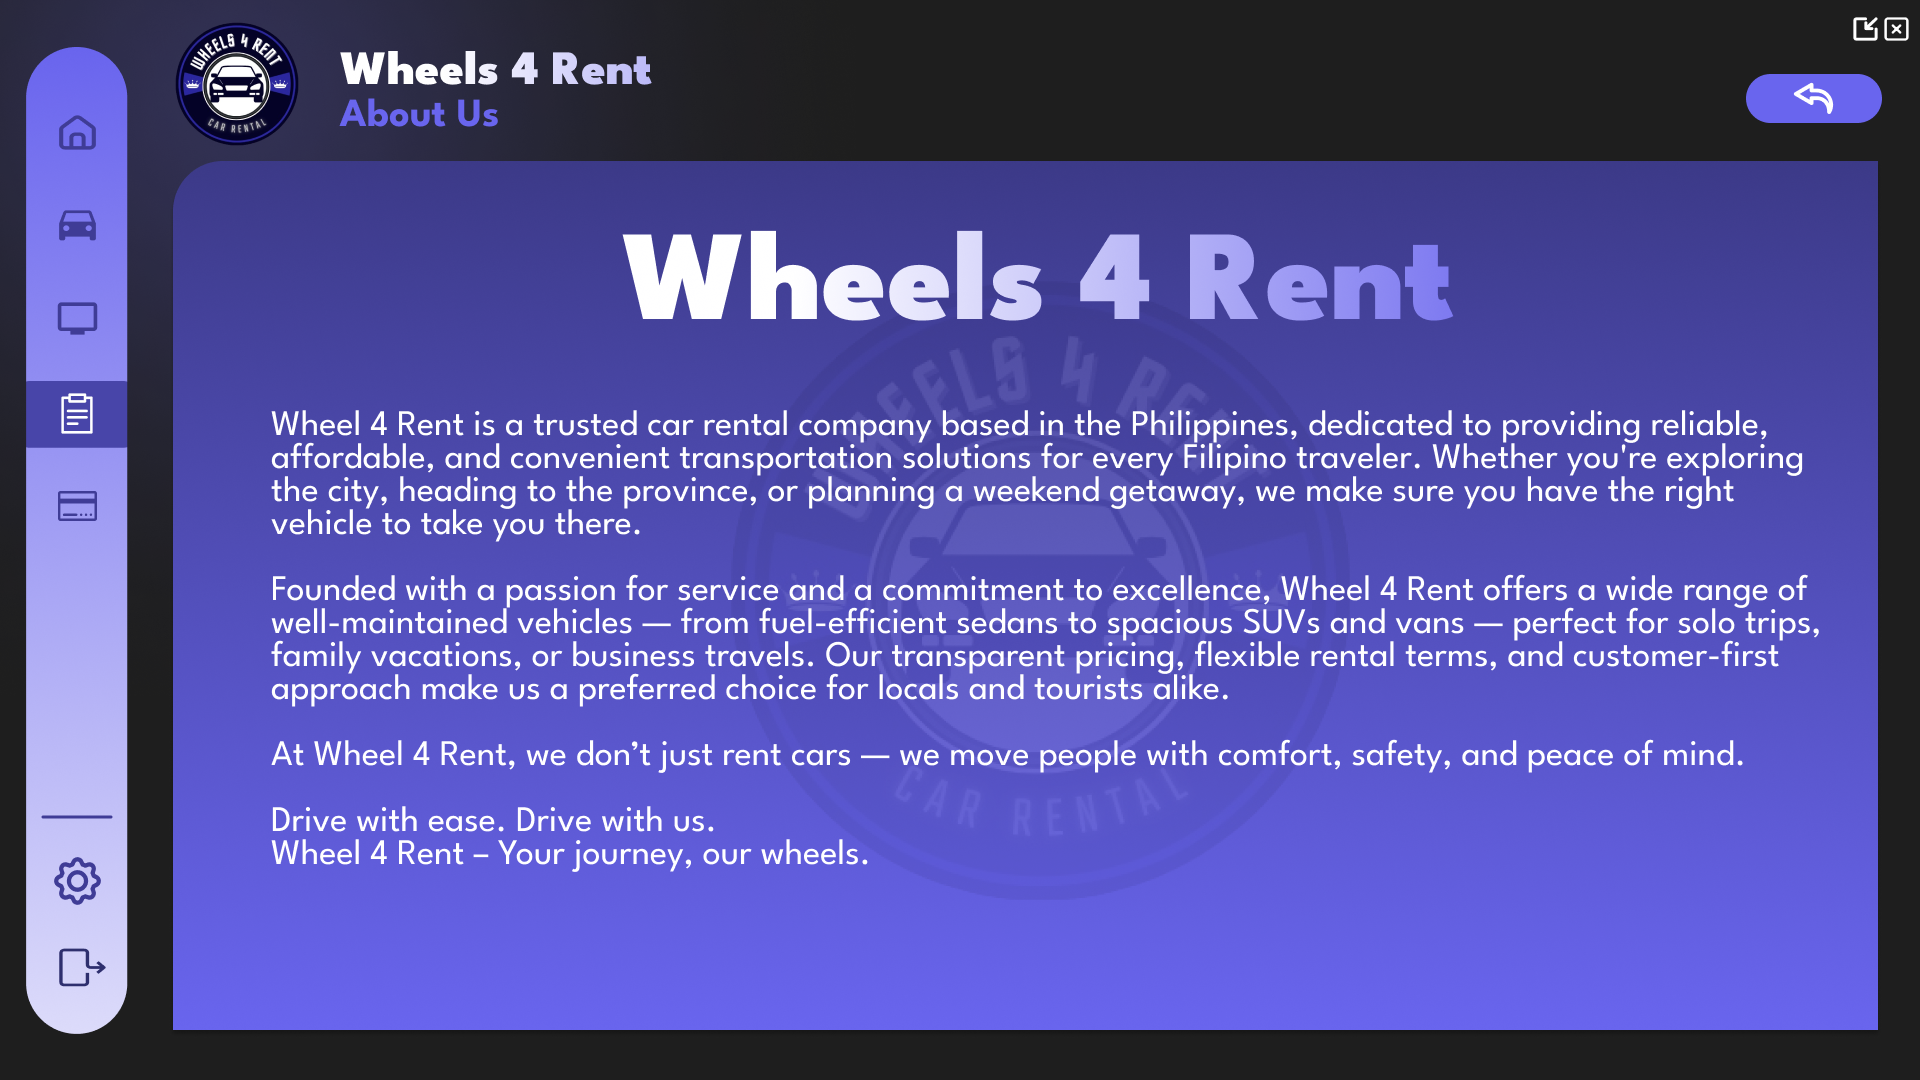 WHEELS 4 RENT
CAR RENTAL
Wheels 4 Rent
About Us
Wheels 4 Rent
WHEELS 4 RENT
Wheel 4 Rent is a trusted car rental company based in the Philippines, dedicated to providing reliable,
affordable, and convenient transportation solutions for every Filipino traveler. Whether you're exploring
the city, heading to the province, or planning a weekend getaway, we make sure you have the right
vehicle to take you there.
Founded with a passion for service and a commitment to excellence, Wheel 4 Rent offers a wide range of
well-maintained vehicles — from fuel-efficient sedans to spacious SUVs and vans — perfect for solo trips,
family vacations, or business travels. Our transparent pricing, flexible rental terms, and customer-first
approach make us a preferred choice for locals and tourists alike.
At Wheel 4 Rent, we don’t just rent cars — we move people with comfort, safety, and peace of mind.
CAR RENTAL
Drive with ease. Drive with us.
Wheel 4 Rent – Your journey, our wheels.